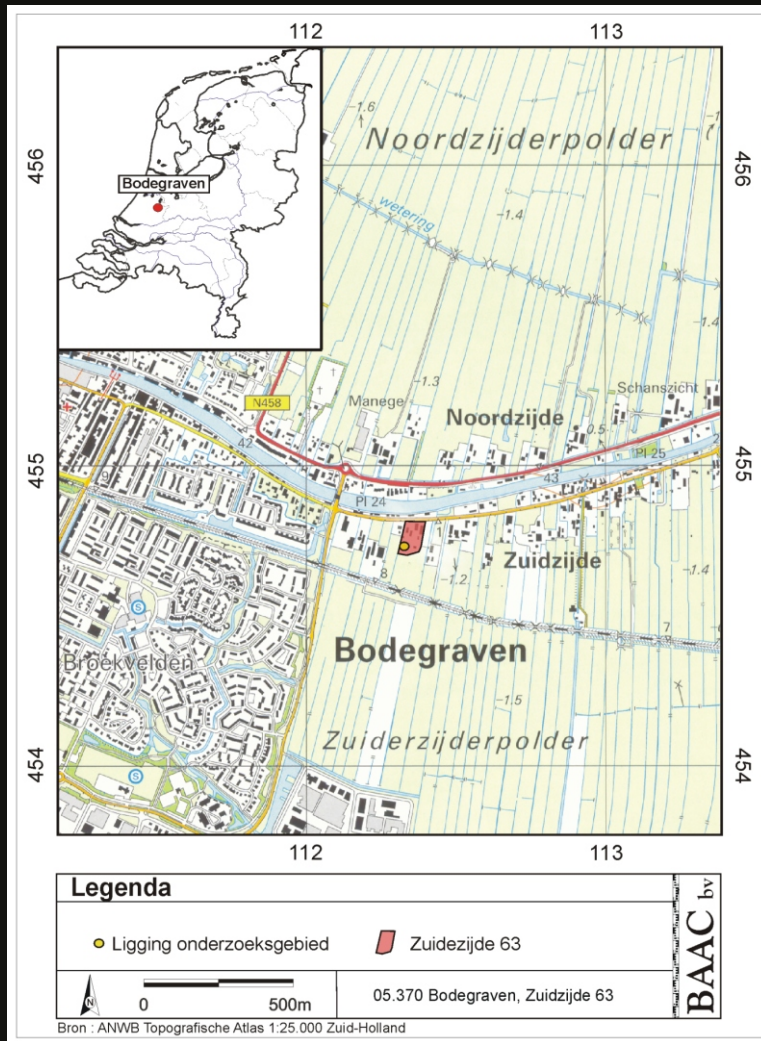 112 113
456 456
Bodegraven
Noordzijderpolder
-1.6
-1.4
wetering
-1.4
-1.3
N458
Manege
Noordzijde
Schanszicht
0.5
42
43
Pl 25
2
455 455
9
Pl 24
Zuidzijde
8
-1.2
-1.4
7
Bodegraven
Broekvelden
S
-1.5
Zuiderzijderpolder
454 454
S
112 113
Legenda
Ligging onderzoeksgebied Zuidezijde 63
N
0 500m
05.370 Bodegraven, Zuidzijde 63
BAAC bv
Bron : ANWB Topografische Atlas 1:25.000 Zuid-Holland